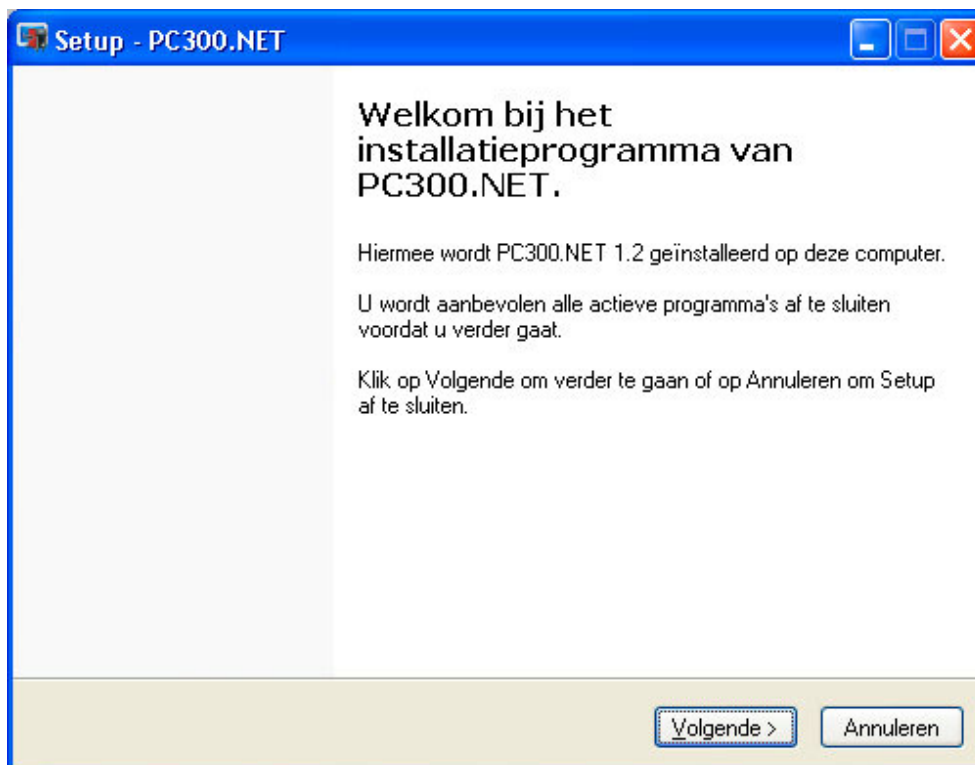 Setup - PC300.NET
Welkom bij het
installatieprogramma van
PC300.NET.
Hiermee wordt PC300.NET 1.2 geïnstalleerd op deze computer.
U wordt aanbevolen alle actieve programma's af te sluiten
voordat u verder gaat.
Klik op Volgende om verder te gaan of op Annuleren om Setup
af te sluiten.
Volgende >
Annuleren